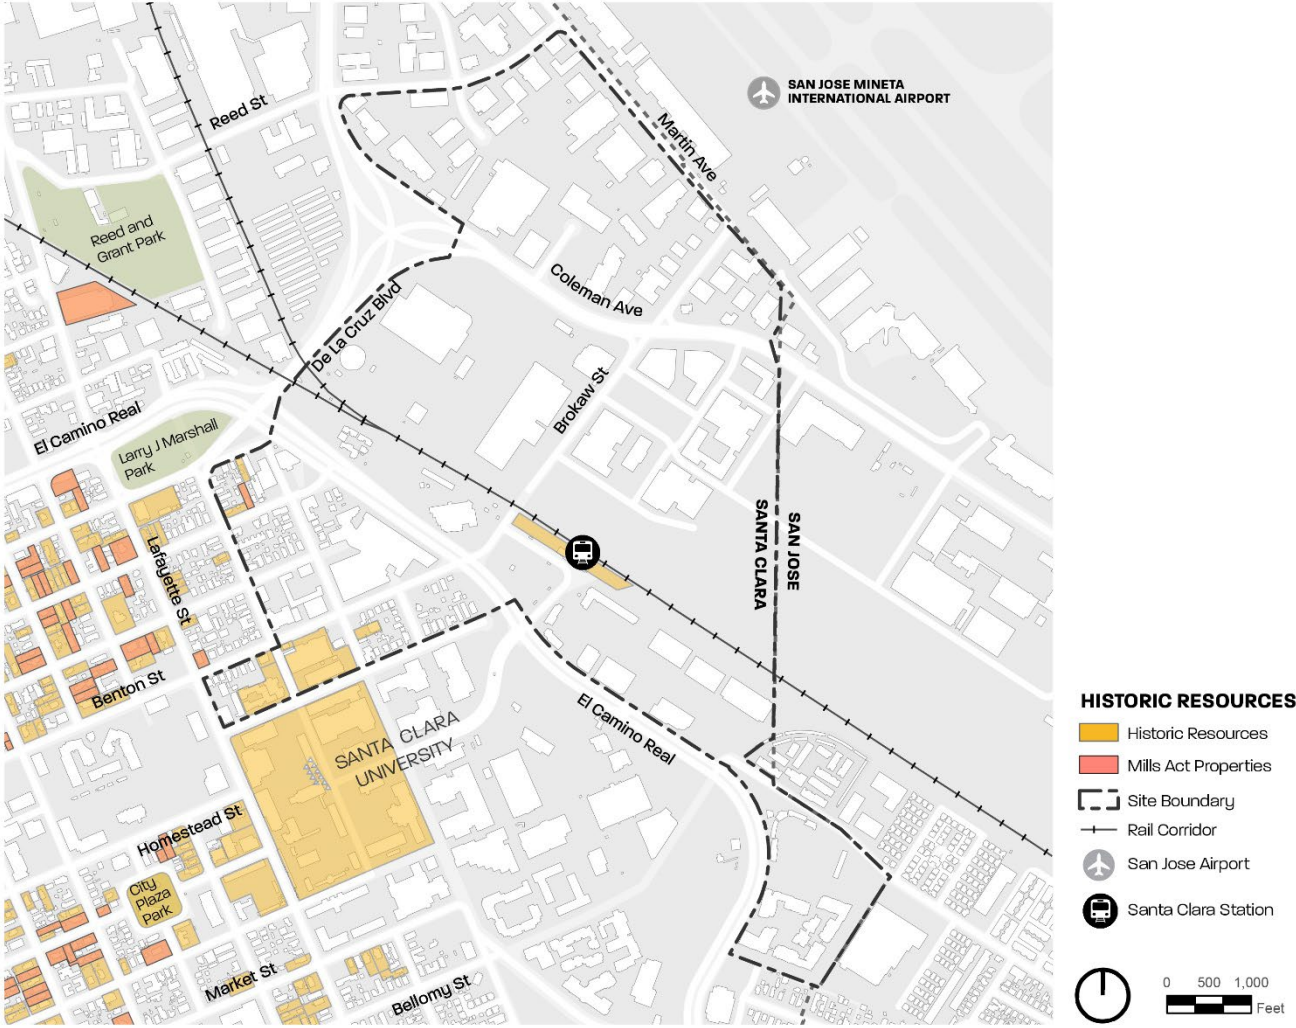 SAN JOSE MINETA
INTERNATIONAL AIRPORT
Reed St
Martin Ave
Reed and
Grant Park
Coleman Ave
De La Cruz Blvd
El Camino Real
Brokaw St
Larry J Marshall
Park
SANTA CLARA
SAN JOSE
Lafayette St
Benton St
El Camino Real
SANTA CLARA
UNIVERSITY
Homestead St
City
Plaza
Park
Market St
Bellomy St
HISTORIC RESOURCES
Historic Resources
Mills Act Properties
Site Boundary
Rail Corridor
San Jose Airport
Santa Clara Station
0 500 1,000
Feet